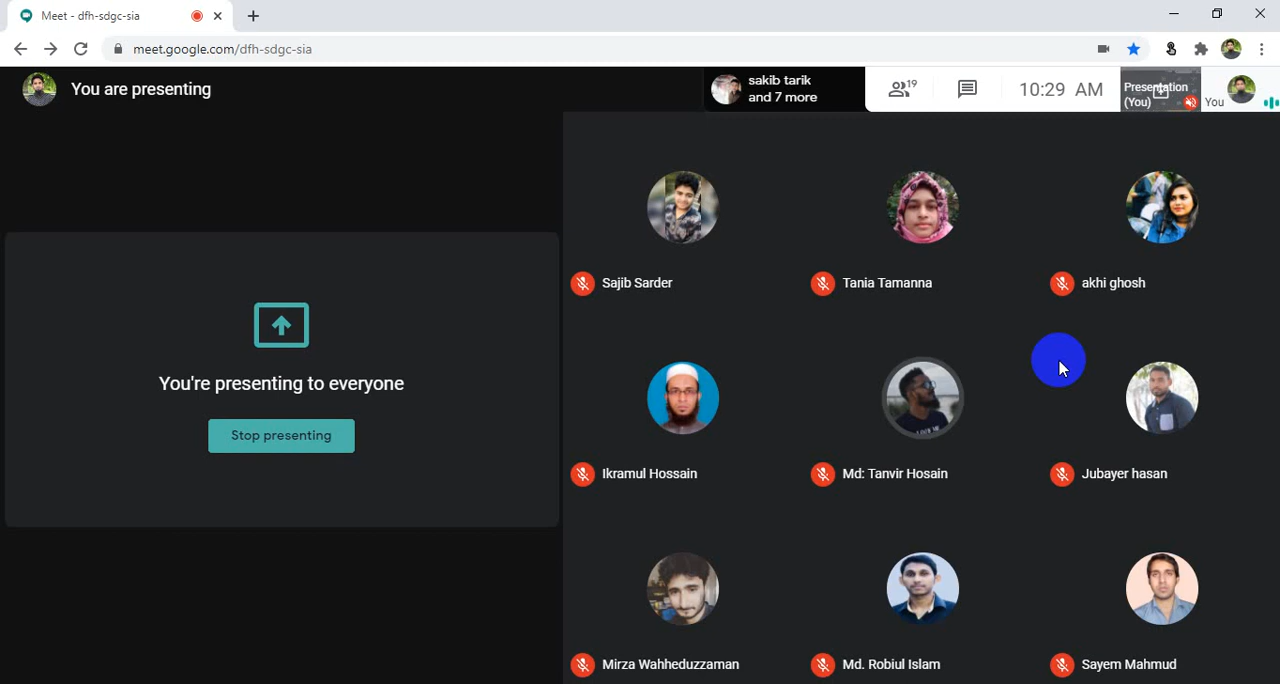 Meet - dfh-sdgc-sia
meet.google.com/dfh-sdgc-sia
You are presenting
sakib tarik
and 7 more
19
10:29 AM
Presentation
(You)
You
Sajib Sarder
Tania Tamanna
akhi ghosh
You're presenting to everyone
Stop presenting
Ikramul Hossain
Md: Tanvir Hosain
Jubayer hasan
Mirza Wahheduzzaman
Md. Robiul Islam
Sayem Mahmud